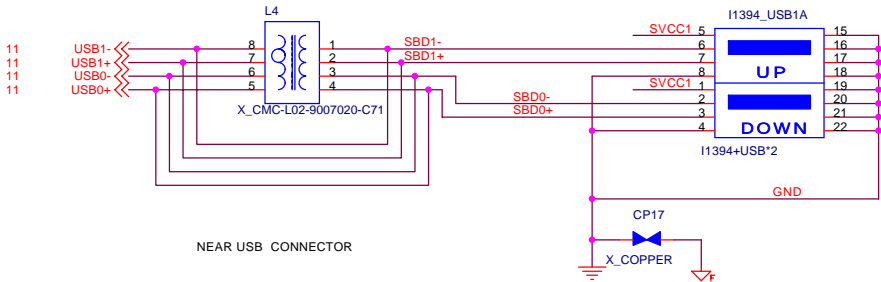 L4
I1394_USB1A
11 USB1- 8 1 SBD1- SVCC1 5 15
11 USB1+ 7 2 SBD1+ 6 16
11 USB0- 6 3 7 17
11 USB0+ 5 4 8 UP 18
X_CMC-L02-9007020-C71
SVCC1 1 19
SBD0- 2 20
SBD0+ 3 21
4 DOWN 22
I1394+USB*2
GND
CP17
NEAR USB CONNECTOR
X_COPPER
F